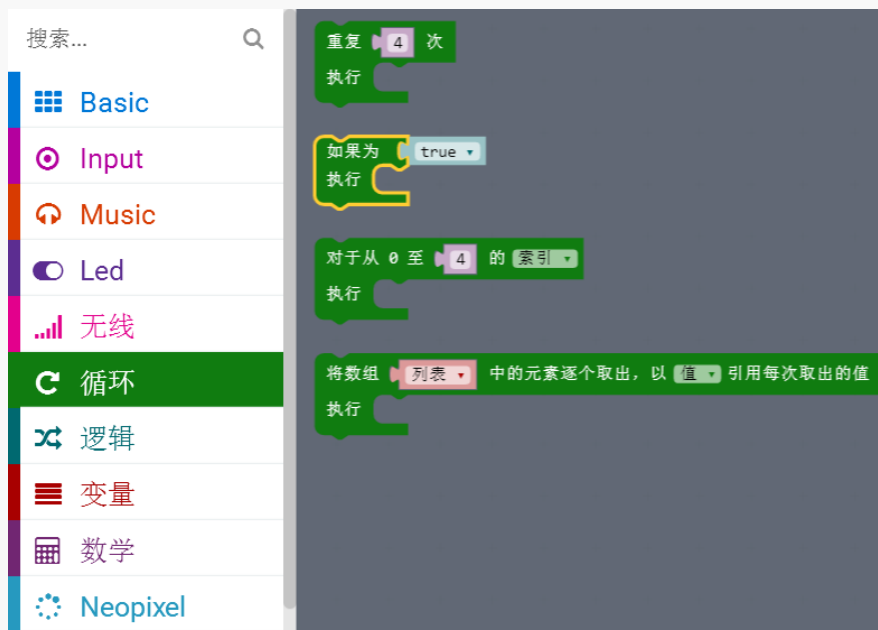 搜索...
Basic
Input
Music
Led
无线
循环
逻辑
变量
数学
Neopixel
重复 4 次
执行
如果为 true
执行
对于从 0 至 4 的 索引
执行
将数组 列表 中的元素逐个取出，以 值 引用每次取出的值
执行